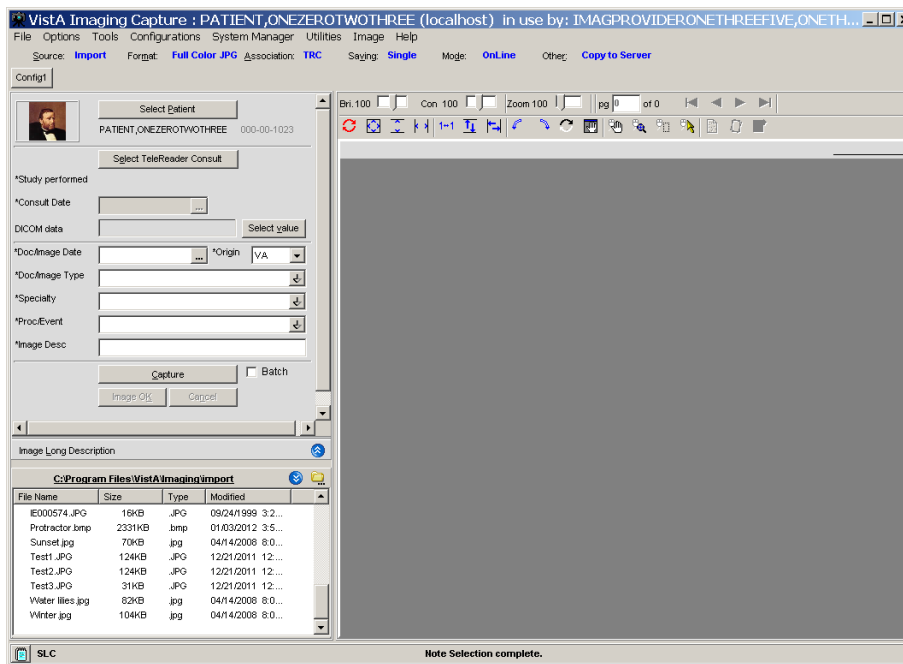 VistA Imaging Capture : PATIENT,ONEZEROTWOTHREE (localhost) in use by: IMAGPROVIDERONETHREEFIVE,ONETH...
File Options Tools Configurations System Manager Utilities Image Help
Source: Import Format: Full Color JPG Association: TRC Saving: Single Mode: OnLine Other: Copy to Server
Config1
Select Patient
PATIENT,ONEZEROTWOTHREE 000-00-1023
Select TeleReader Consult
*Study performed
*Consult Date ...
DICOM data Select value
*Doc/Image Date ... *Origin VA
*Doc/Image Type
*Specialty
*Proc/Event
*Image Desc
Capture Batch
Image OK Cancel
Image Long Description
C:\Program Files\VistA\Imaging\import
File Name Size Type Modified
IE000574.JPG 16KB .JPG 09/24/1999 3:2...
Protractor.bmp 2331KB .bmp 01/03/2012 3:5...
Sunset.jpg 70KB .jpg 04/14/2008 8:0...
Test1.JPG 124KB .JPG 12/21/2011 12:...
Test2.JPG 124KB .JPG 12/21/2011 12:...
Test3.JPG 31KB .JPG 12/21/2011 12:...
Water lilies.jpg 82KB .jpg 04/14/2008 8:0...
Winter.jpg 104KB .jpg 04/14/2008 8:0...
Bri. 100 Con 100 Zoom 100 pg 0 of 0
1:1
SLC Note Selection complete.